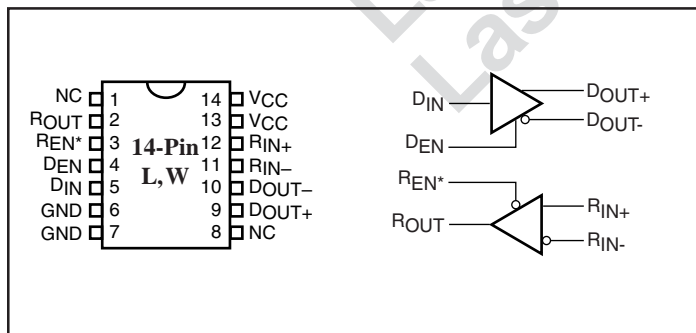 Las
Las
NC 1 14 VCC
ROUT 2 13 VCC
REN* 3 14-Pin 12 RIN+
DEN 4 L,W 11 RIN–
DIN 5 10 DOUT–
GND 6 9 DOUT+
GND 7 8 NC
DIN DOUT+
DOUT-
DEN
REN*
ROUT RIN+
RIN-